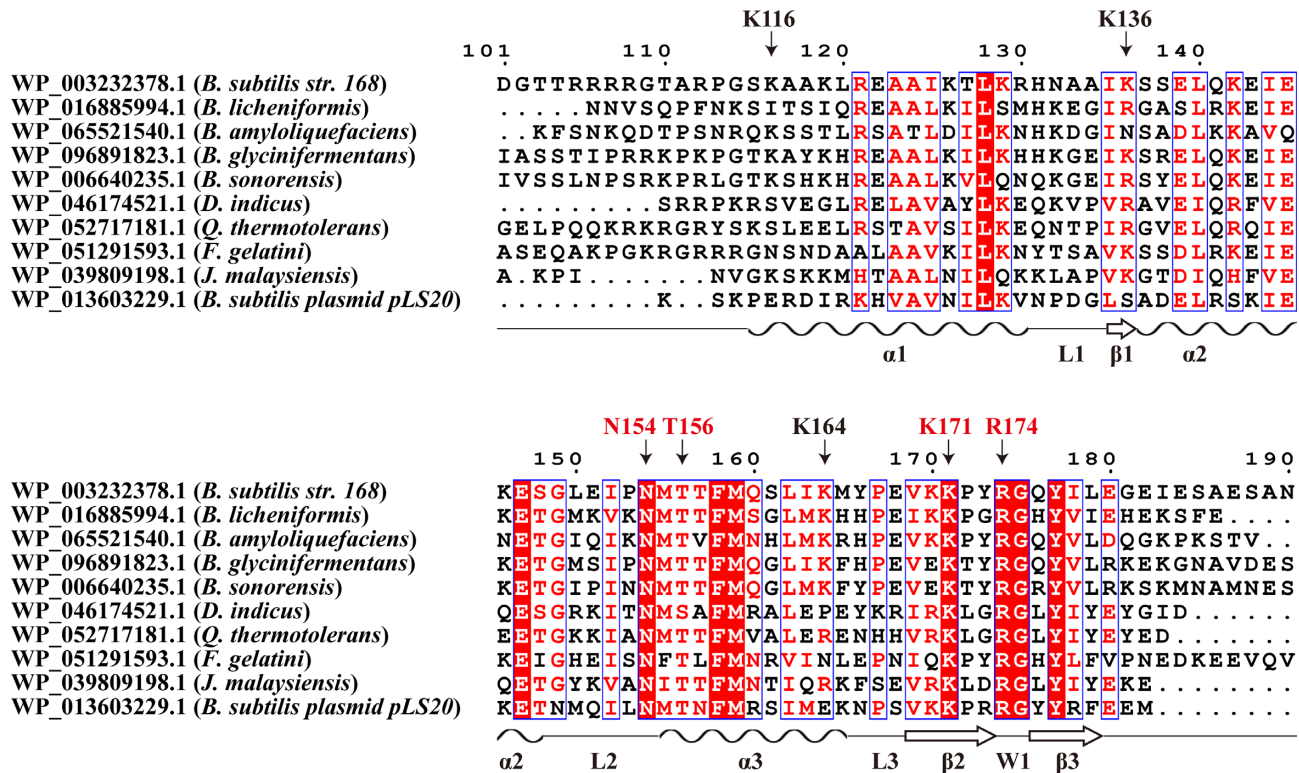 K116 K136
101 110 120 130 140
WP_003232378.1 (B. subtilis str. 168) DGTTRRRRRGTARPGSKAAKLREAAIKTLKRHNAAIKSSELQKEIE
WP_016885994.1 (B. licheniformis) .....NNVSQPFNKSITSIQREAAIKILSMHKEGIRGASLRKEIE
WP_065521540.1 (B. amyloliquefaciens) ..KFSNKQDTPSNRQKSSTLRSATLDILKNHKDGINSADLKKAVQ
WP_096891823.1 (B. glycinifermentans) IASSTIPRRKPKPGTKAYKHREAALKILKHHKGEIKSRELQKEIE
WP_006640235.1 (B. sonorensis) IVSSLNPSRKPRLGTKSHKHREAALKVLQNQKGEIRSYELQKEIE
WP_046174521.1 (D. indicus) .........SRRPKRSVEGLRELAVAYLKEQKVPVRAVEIQRFVE
WP_052717181.1 (Q. thermotolerans) GELPQQKRKRGRYSKSLEELRSTAVSILKEQNTPIRGVELQRQIE
WP_051291593.1 (F. gelatini) ASEQAKPGKRGRRRGNSNDAALAAVKILKNYTSAVKSSDLRKEIE
WP_039809198.1 (J. malaysiensis) A.KPI.......NVGKSKKMHTAALNILQKKLAPVKGTDIQHFVE
WP_013603229.1 (B. subtilis plasmid pLS20) .........K..SKPERDIRKHVAVNILKVNPDGLSADELRSKIE
α1 L1 β1 α2
N154 T156 K164 K171 R174
150 160 170 180 190
WP_003232378.1 (B. subtilis str. 168) KESGLEIPNMTTFMQSLIKMYPEVKKPYRGQYILEGEIESAESAN
WP_016885994.1 (B. licheniformis) KETGMKVKNMTTFMSGLMKHHPEIKKPGRGHYVIEHEKSFE....
WP_065521540.1 (B. amyloliquefaciens) NETGIQIKNMTVFMNHLMKRHPEVKKPYRGQYVLDQGKPKSTV..
WP_096891823.1 (B. glycinifermentans) KETGMSIPNMTTFMQGLIKFHPEVEKTYRGQYVLRKEKGNAVDES
WP_006640235.1 (B. sonorensis) KETGIPINNMTTFMQGLMKFYPEVEKTYRGRYVLRKSKMNAMNES
WP_046174521.1 (D. indicus) QESGRKITNMSAFMRALEPEYKRIRKLGRGLYIYEYGID......
WP_052717181.1 (Q. thermotolerans) EETGKKIANMTTFMVALERENHHVRKLGRGLYIYEYED.......
WP_051291593.1 (F. gelatini) KEIGHEISNFTLFMNRVINLEPNIQKPYRGHYLFVPNEDKEEVQV
WP_039809198.1 (J. malaysiensis) QETGYKVANITTFMNTIQRKFSEVRKLDRGLYIYEKE........
WP_013603229.1 (B. subtilis plasmid pLS20) KETNMQILNMTNFMRSIMEKNPSVKKPRRGYYRFEEM........
α2 L2 α3 L3 β2 W1 β3